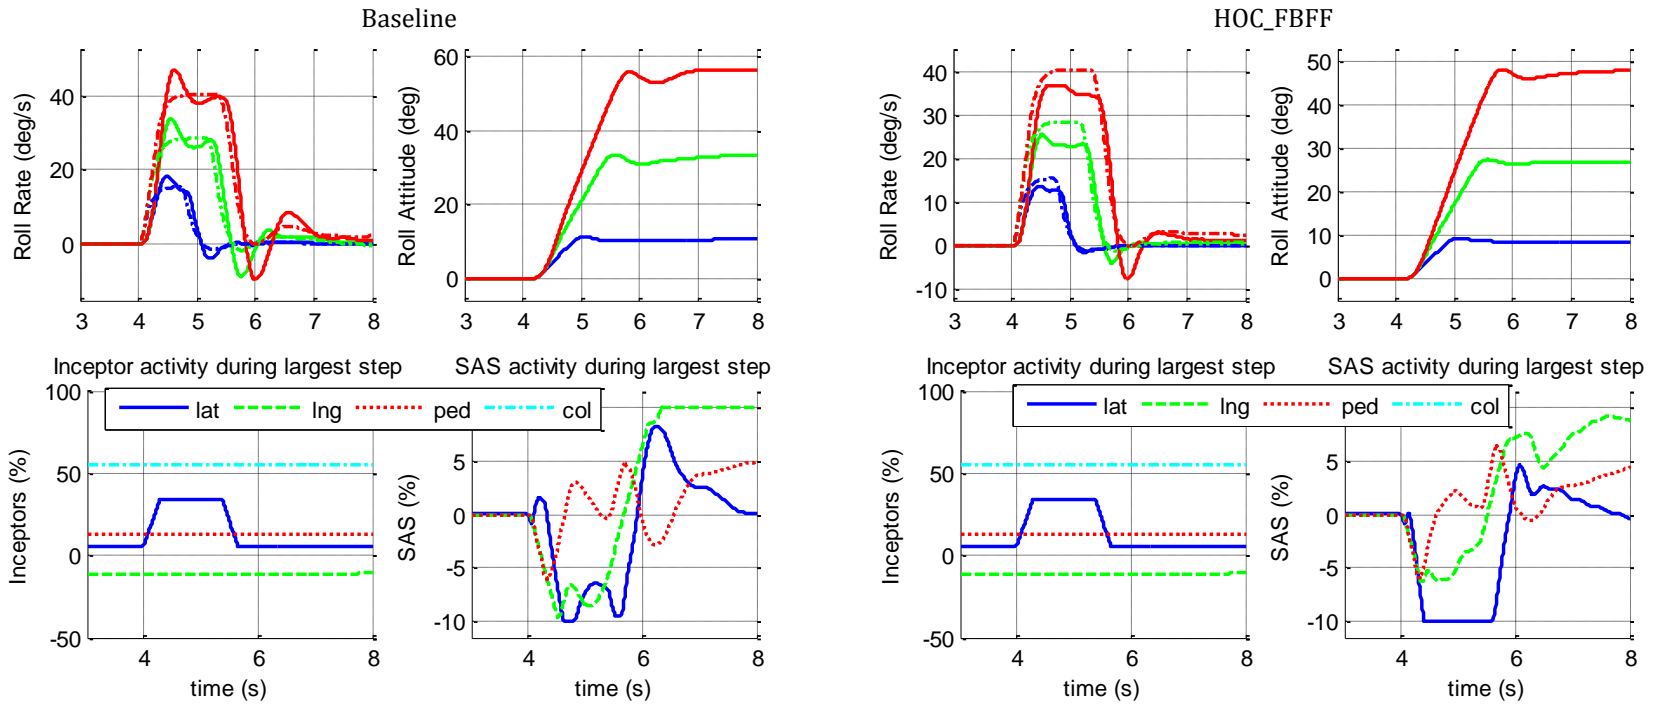 Baseline
HOC_FBFF
Roll Rate (deg/s)
40
20
0
3 4 5 6 7 8
Roll Attitude (deg)
60
40
20
0
3 4 5 6 7 8
Roll Rate (deg/s)
40
30
20
10
0
-10
3 4 5 6 7 8
Roll Attitude (deg)
50
40
30
20
10
0
3 4 5 6 7 8
Inceptor activity during largest step
SAS activity during largest step
lat lng ped col
Inceptors (%)
100
50
0
-50
4 6 8
time (s)
SAS (%)
5
0
-5
-10
4 6 8
time (s)
Inceptor activity during largest step
SAS activity during largest step
lat lng ped col
Inceptors (%)
100
50
0
-50
4 6 8
time (s)
SAS (%)
5
0
-5
-10
4 6 8
time (s)